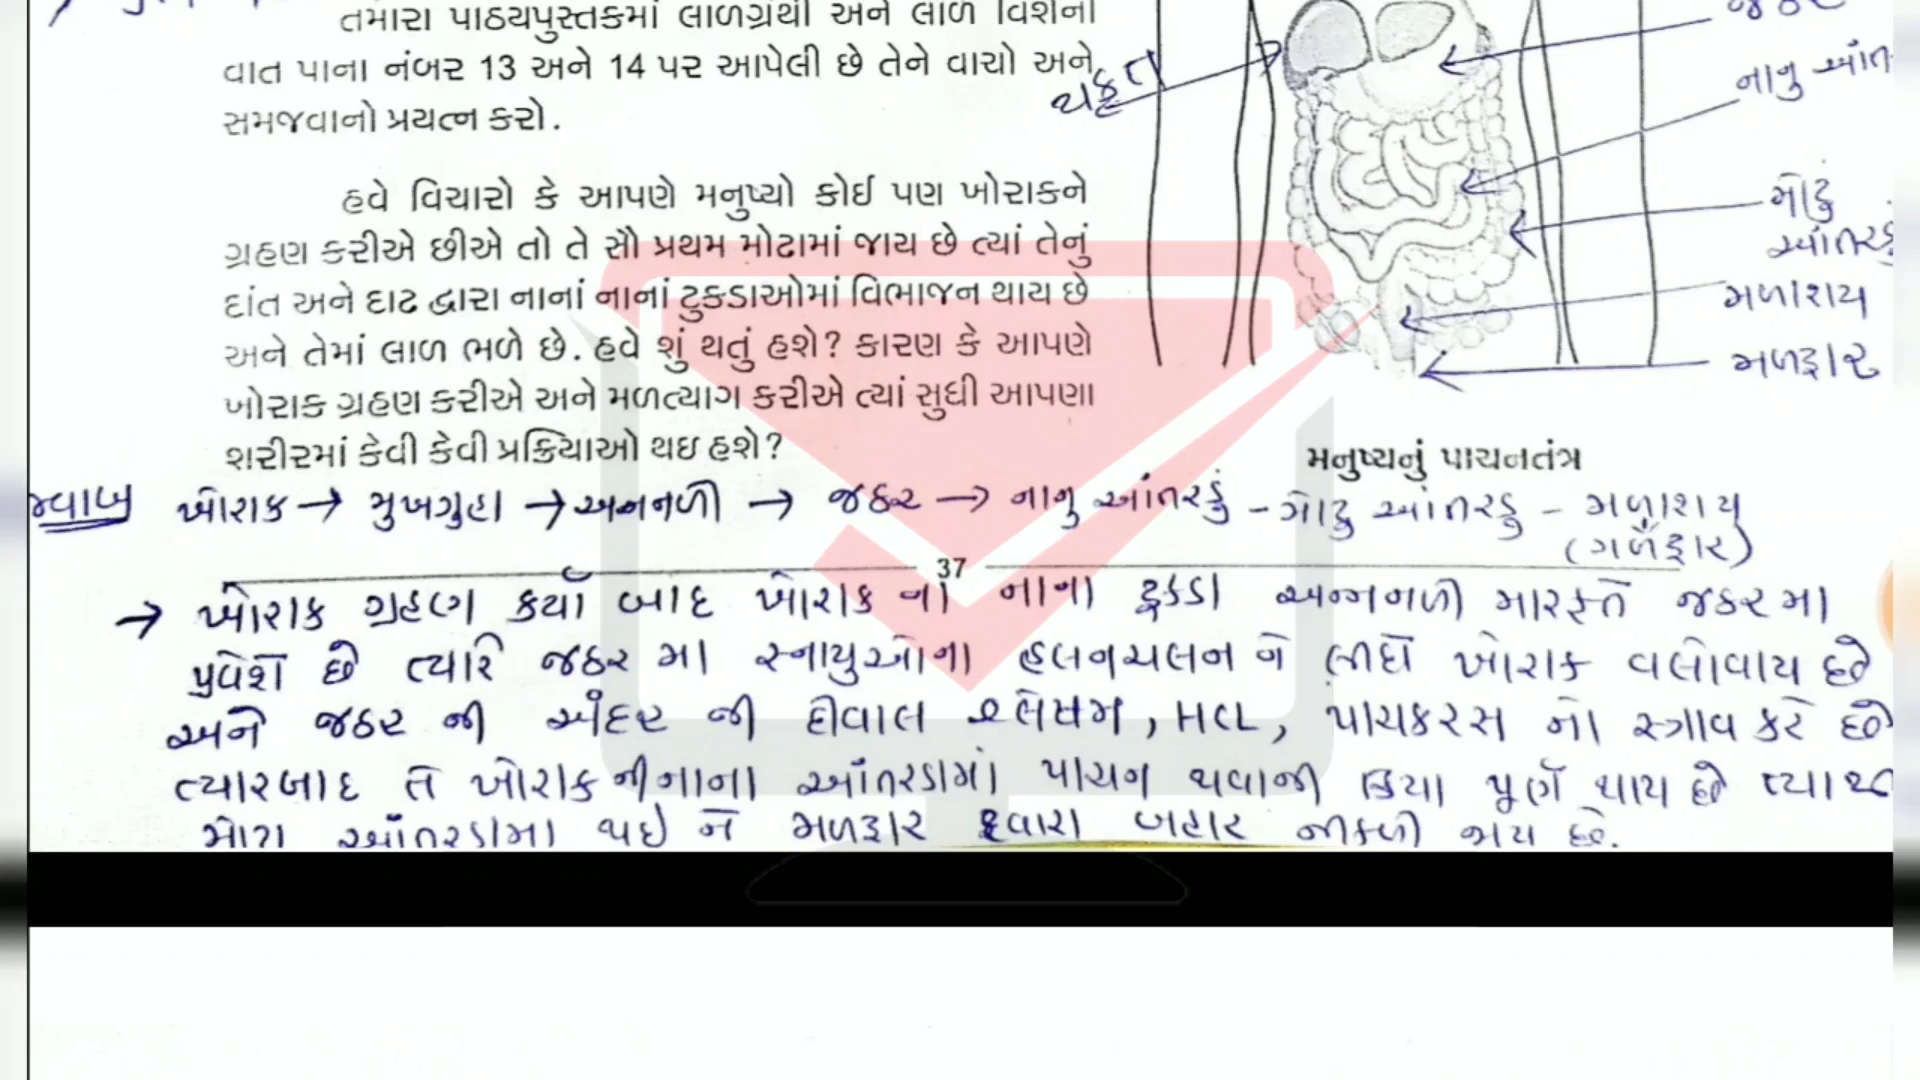 તમારા પાઠયપુસ્તકમાં લાળગ્રંથી અને લાળ વિશેની
વાત પાના નંબર 13 અને 14 પર આપેલી છે તેને વાચો અને
સમજવાનો પ્રયત્ન કરો.
હવે વિચારો કે આપણે મનુષ્યો કોઈ પણ ખોરાકને
ગ્રહણ કરીએ છીએ તો તે સૌ પ્રથમ મોઢામાં જાય છે ત્યાં તેનું
દાંત અને દાઢ દ્વારા નાનાં નાનાં ટુકડાઓમાં વિભાજન થાય છે
અને તેમાં લાળ ભળે છે. હવે શું થતું હશે? કારણ કે આપણે
ખોરાક ગ્રહણ કરીએ અને મળત્યાગ કરીએ ત્યાં સુધી આપણા
શરીરમાં કેવી કેવી પ્રક્રિયાઓ થઇ હશે?
યકૃત
જઠર
નાનુ આંત
મોટુ
આંતરડુ
મળાશય
મળદ્વાર
મનુષ્યનું પાચનતંત્ર
જવાબ ખોરાક → મુખગુહા → અન્નનળી → જઠર → નાનુ આંતરડું - મોટુ આંતરડુ - મળાશય
(મળદ્વાર)
37
→ ખોરાક ગ્રહણ કર્યા બાદ ખોરાક ના નાના ટુકડા અન્નનળી મારફતે જઠર મા
પ્રવેશે છે ત્યારે જઠર મા સ્નાયુઓના હલનચલન ને લીધે ખોરાક વલોવાય છે
અને જઠર ની અંદર ની દીવાલ શ્લેષ્મ, HCL, પાચકરસ નો સ્ત્રાવ કરે છે
ત્યારબાદ તે ખોરાક ની નાના આંતરડામાં પાચન થવાની ક્રિયા પૂર્ણ થાય છે ત્યાથી
મોટા આંતરડામા થઇ ને મળદ્વાર દ્વારા બહાર નીકળી જાય છે.